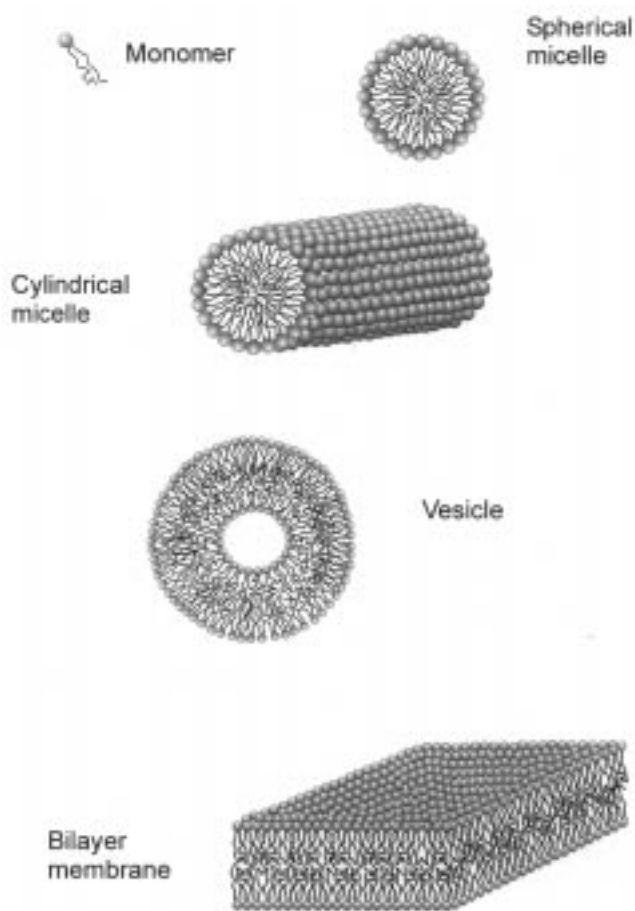 Monomer
Spherical
micelle
Cylindrical
micelle
Vesicle
Bilayer
membrane